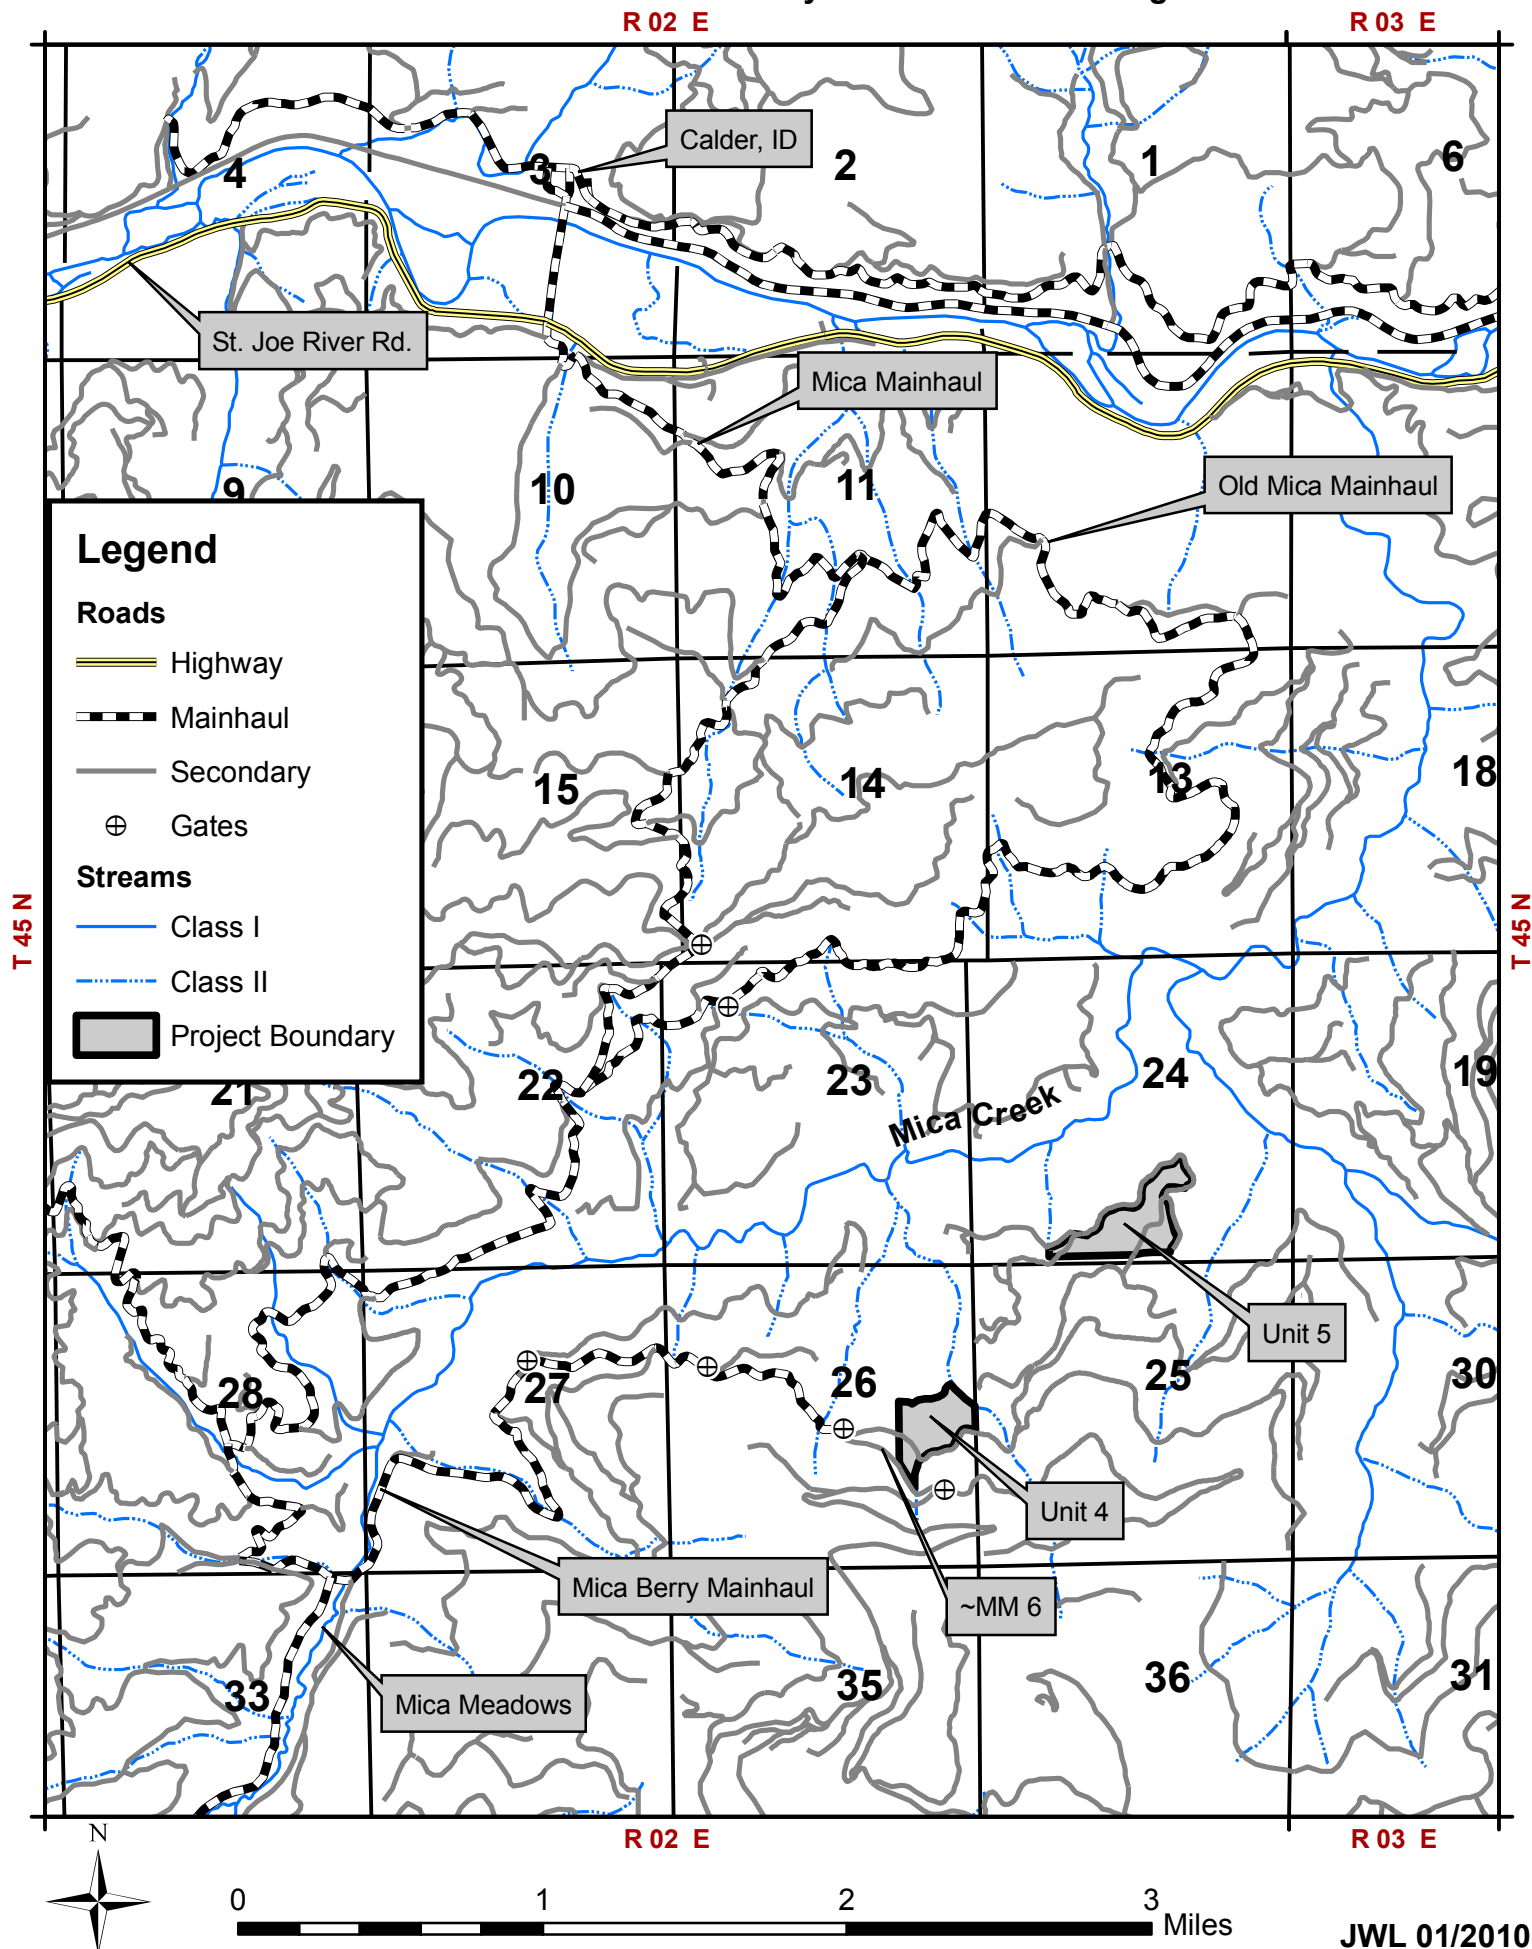 R 02 E
R 03 E
Calder, ID
4
3
2
1
6
St. Joe River Rd.
Mica Mainhaul
Old Mica Mainhaul
9
10
11
Legend
Roads
Highway
Mainhaul
Secondary
Gates
Streams
Class I
Class II
Project Boundary
15
14
13
18
T 45 N
T 45 N
21
22
23
24
19
Mica Creek
Unit 5
28
27
26
25
30
Unit 4
Mica Berry Mainhaul
~MM 6
Mica Meadows
33
35
36
31
R 02 E
R 03 E
N
0
1
2
3
Miles
JWL 01/2010